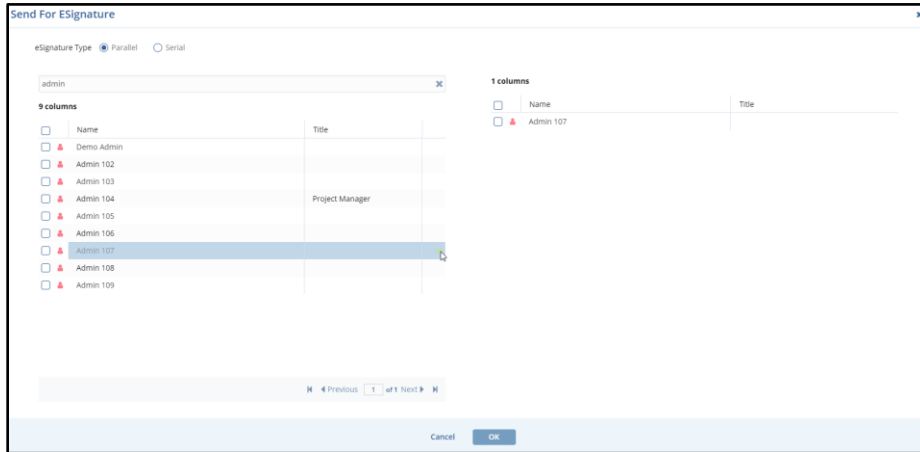 Send For ESignature
eSignature Type Parallel Serial
admin
9 columns
Name Title
Demo Admin
Admin 102
Admin 103
Admin 104 Project Manager
Admin 105
Admin 106
Admin 107
Admin 108
Admin 109
Previous 1 of 1 Next
1 columns
Name Title
Admin 107
Cancel OK